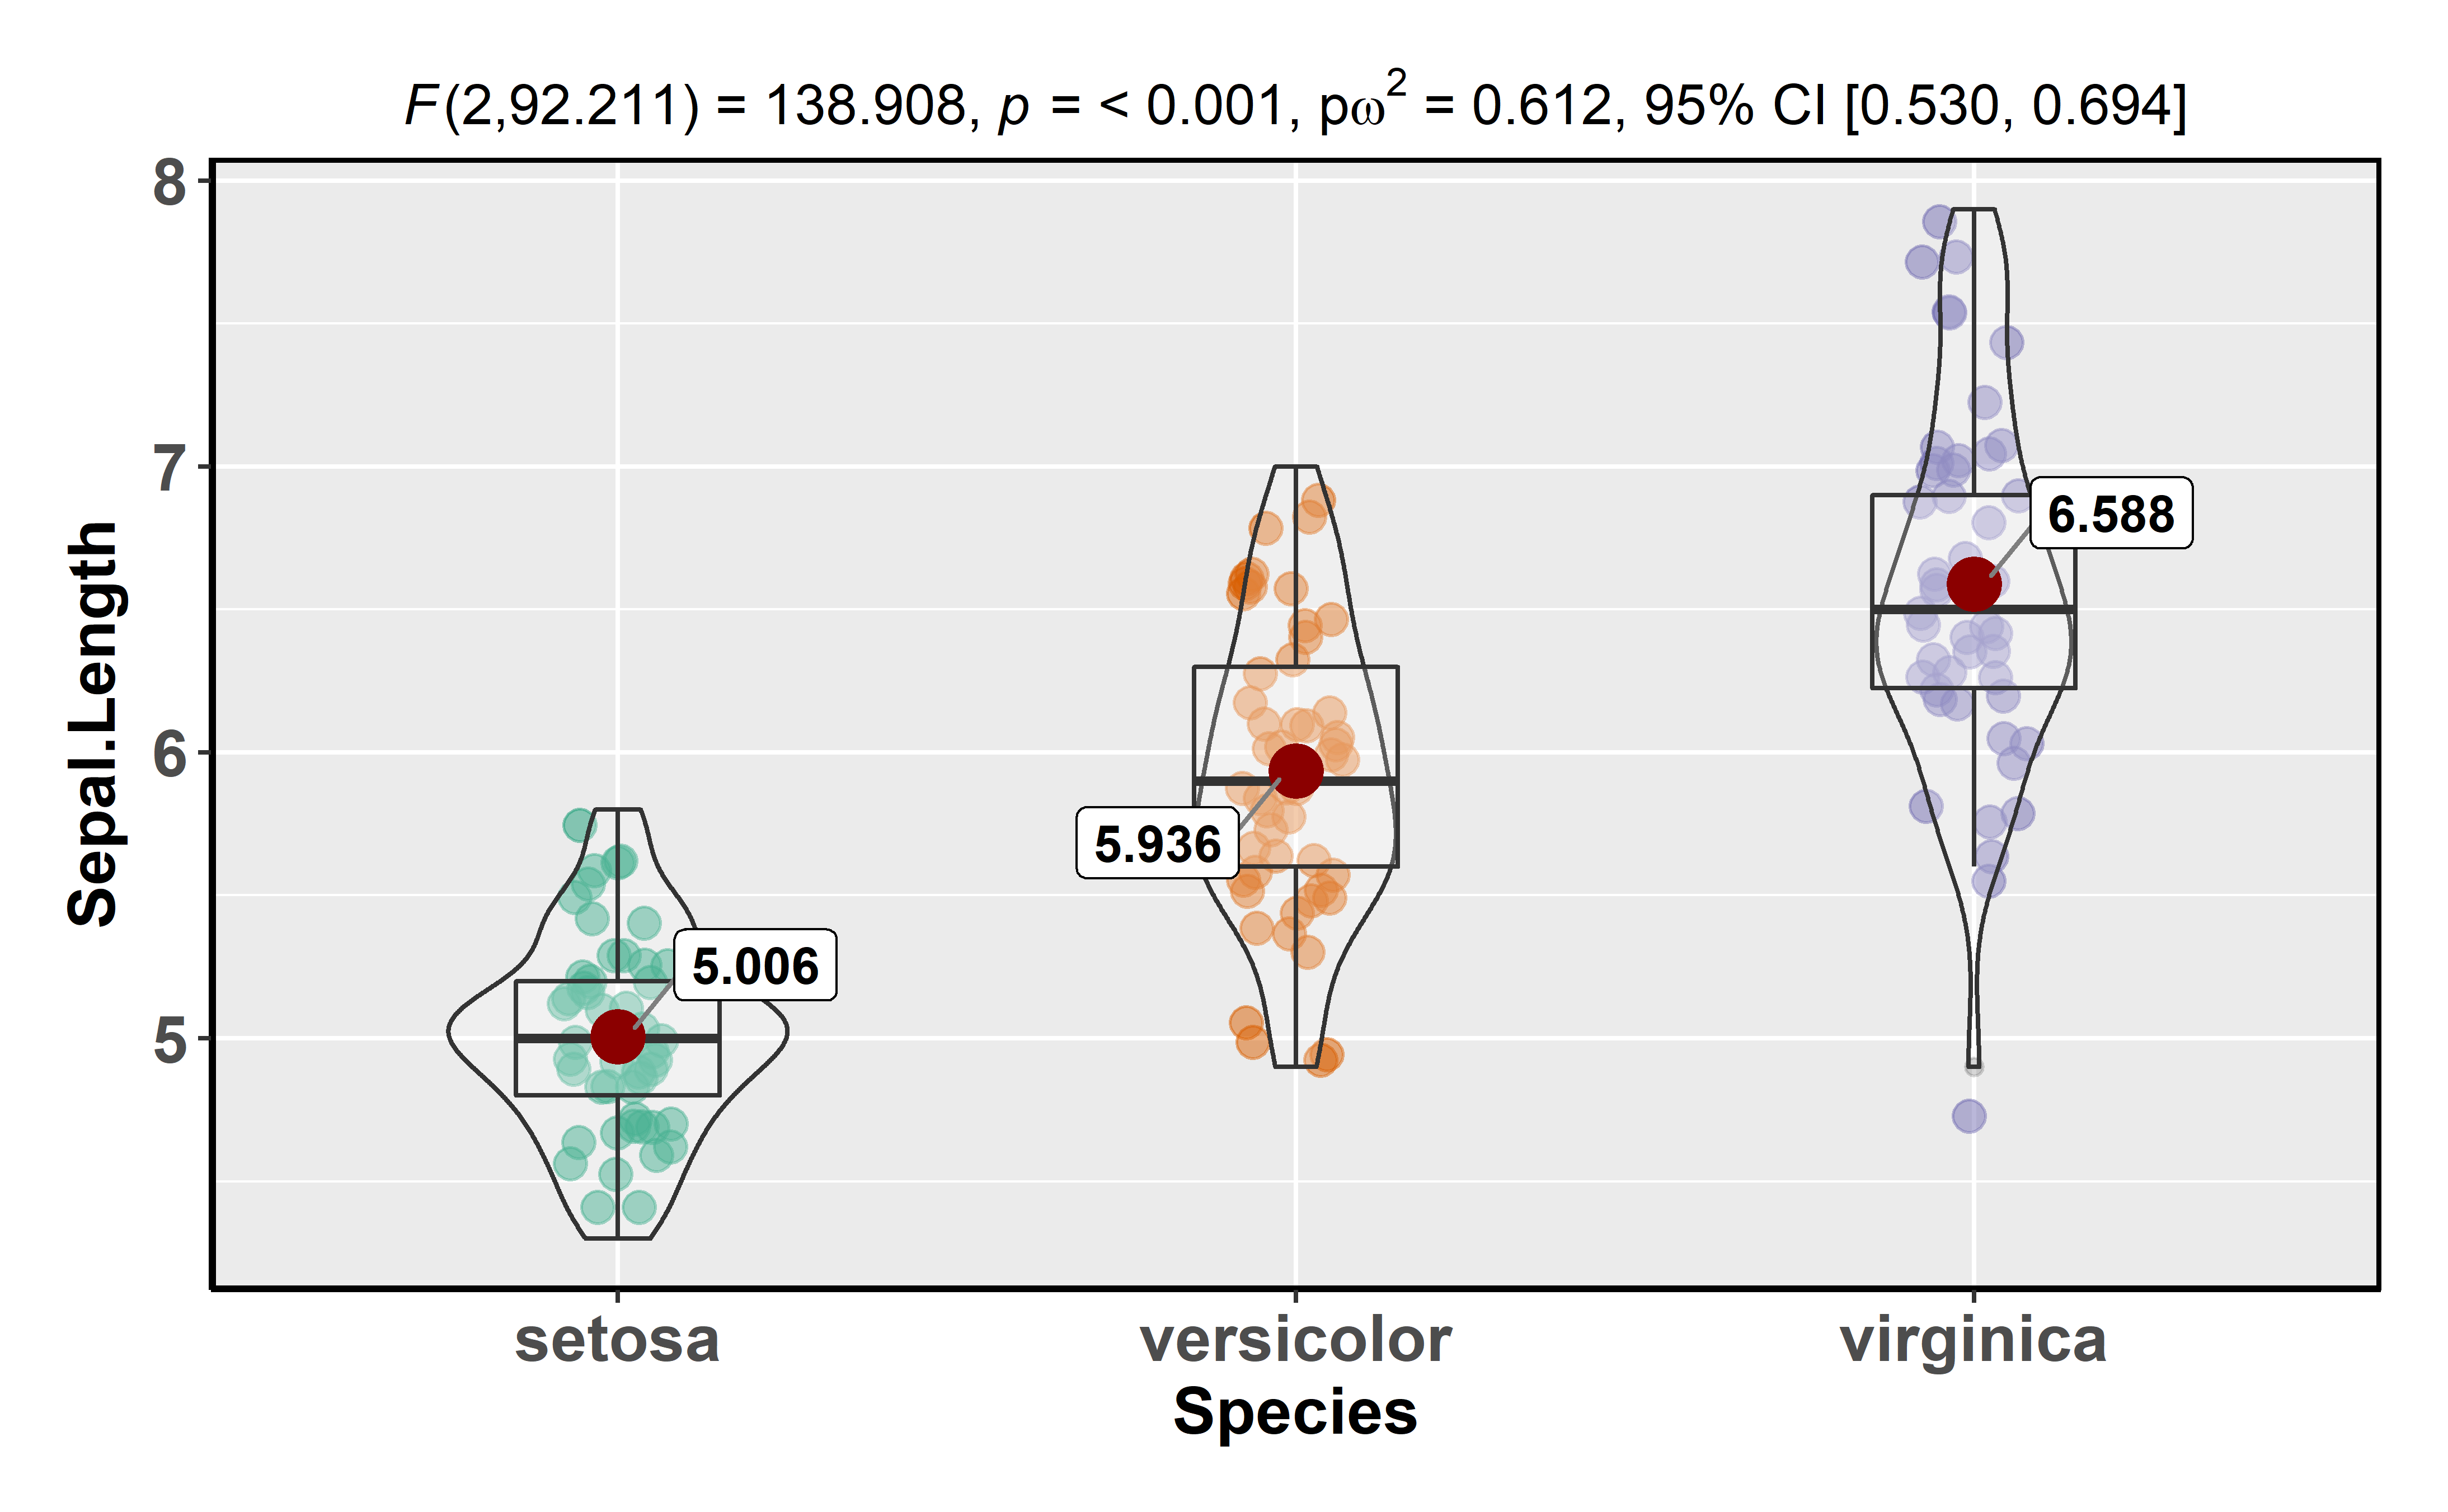 F(2,92.211) = 138.908, p = < 0.001, pω² = 0.612, 95% CI [0.530, 0.694]
Sepal.Length
8
7
6
5
6.588
5.936
5.006
setosa versicolor virginica
Species